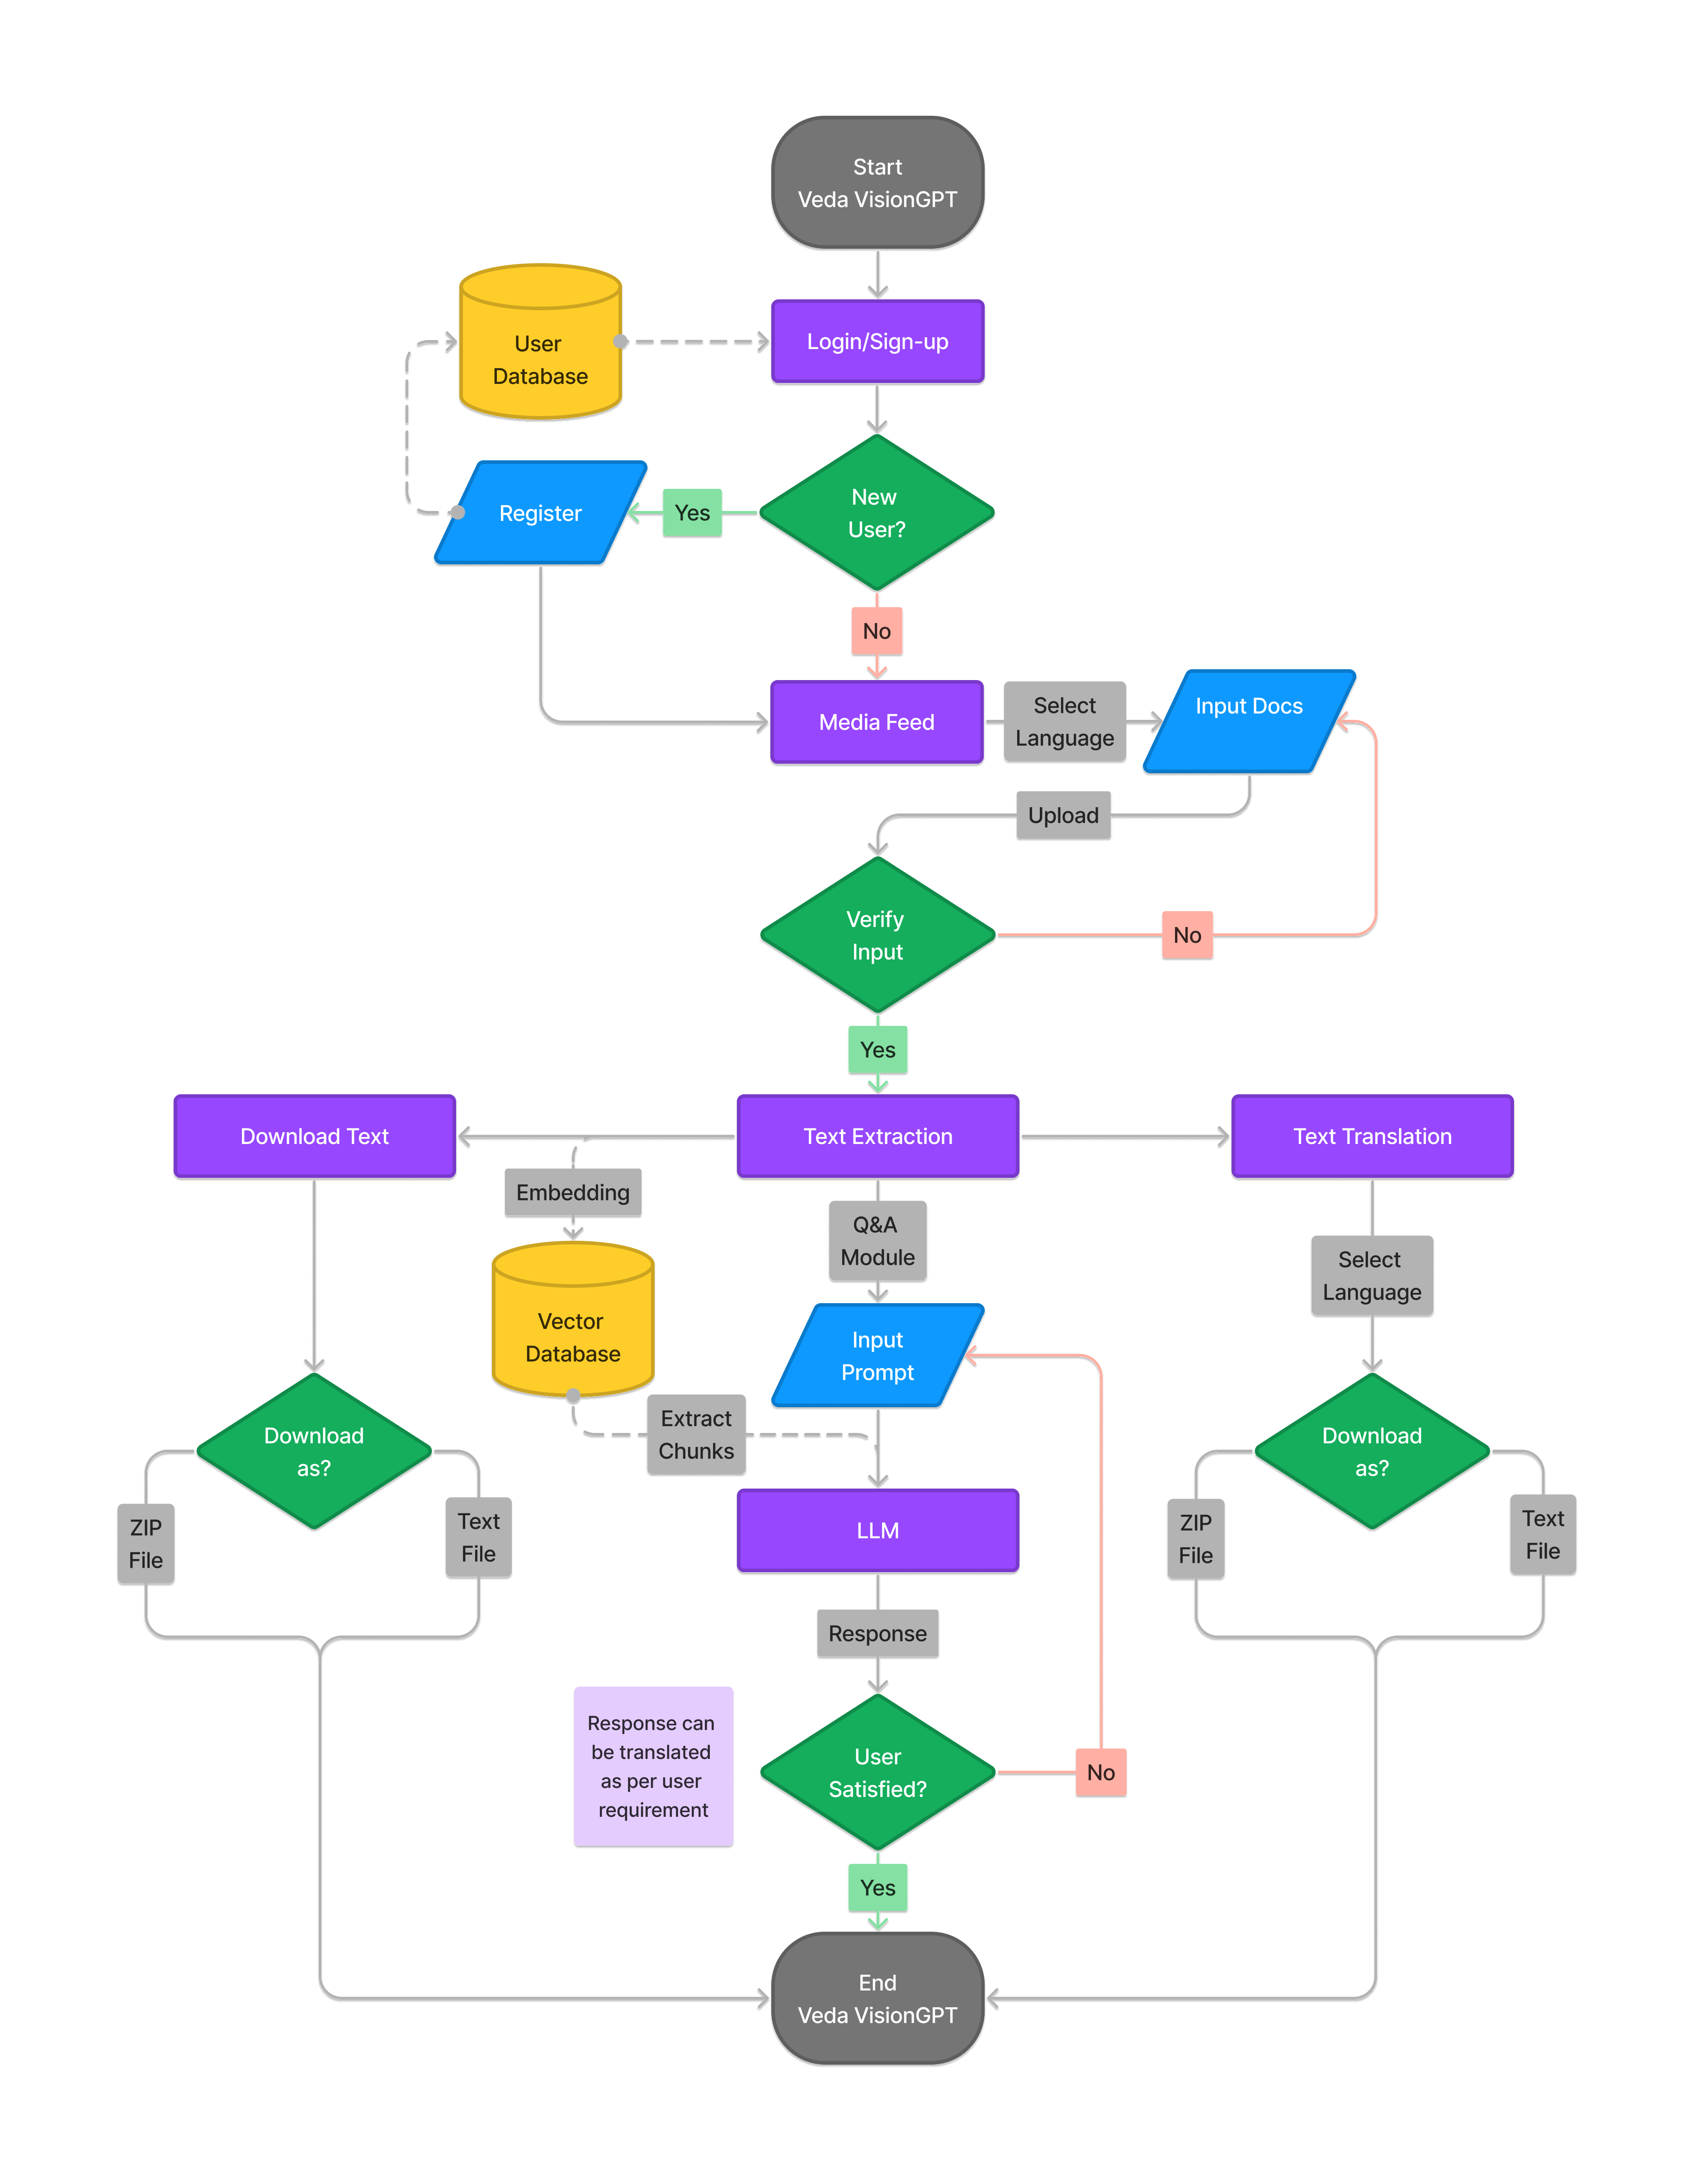 Start
Veda VisionGPT
User
Database
Login/Sign-up
New
User?
Yes
Register
No
Media Feed
Select
Language
Input Docs
Upload
Verify
Input
No
Yes
Download Text
Text Extraction
Text Translation
Embedding
Q&A
Module
Select
Language
Vector
Database
Input
Prompt
Extract
Chunks
Download
as?
Download
as?
ZIP
File
Text
File
LLM
ZIP
File
Text
File
Response
Response can
be translated
as per user
requirement
User
Satisfied?
No
Yes
End
Veda VisionGPT